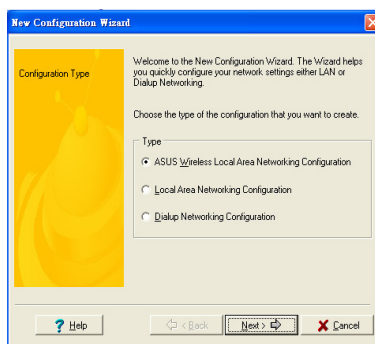 New Configuration Wizard
Configuration Type
Welcome to the New Configuration Wizard. The Wizard helps
you quickly configure your network settings either LAN or
Dialup Networking.
Choose the type of the configuration that you want to create.
Type
ASUS Wireless Local Area Networking Configuration
Local Area Networking Configuration
Dialup Networking Configuration
? Help
< Back
Next >
Cancel